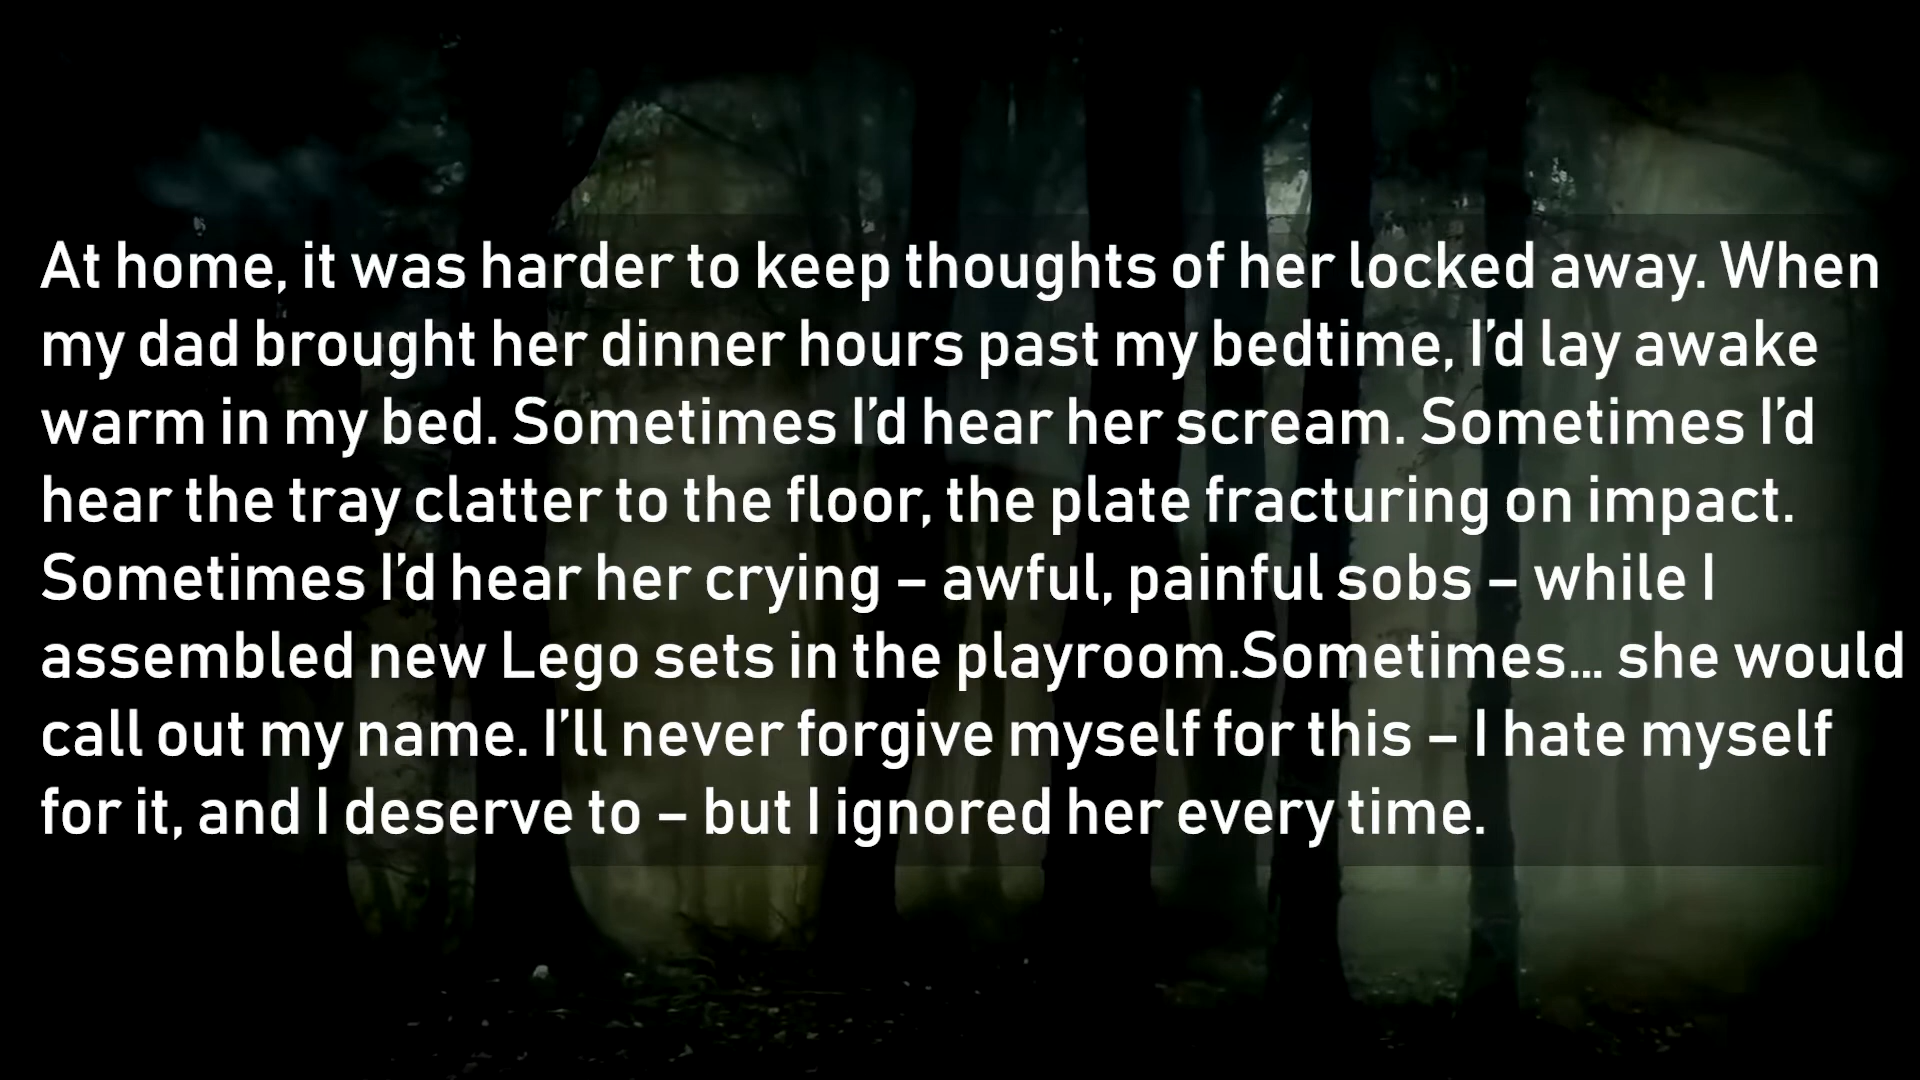 At home, it was harder to keep thoughts of her locked away. When
my dad brought her dinner hours past my bedtime, I’d lay awake
warm in my bed. Sometimes I’d hear her scream. Sometimes I’d
hear the tray clatter to the floor, the plate fracturing on impact.
Sometimes I’d hear her crying – awful, painful sobs – while I
assembled new Lego sets in the playroom.Sometimes... she would
call out my name. I’ll never forgive myself for this – I hate myself
for it, and I deserve to – but I ignored her every time.